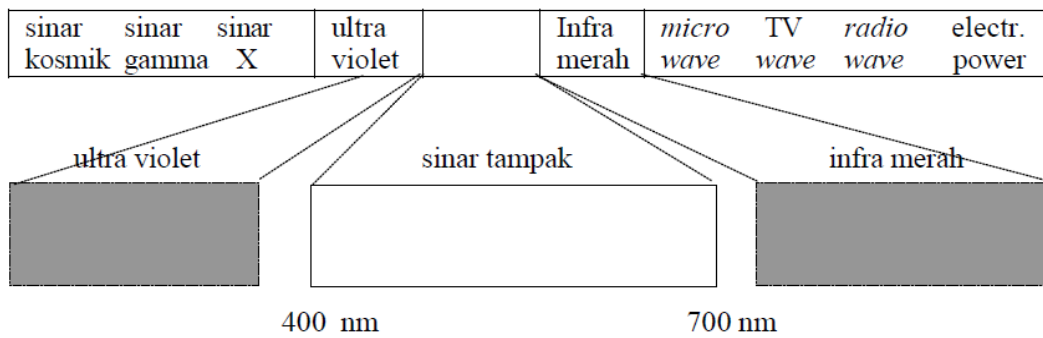 sinar sinar sinar ultra Infra micro TV radio electr.
kosmik gamma X violet merah wave wave wave power
ultra violet sinar tampak infra merah
400 nm 700 nm